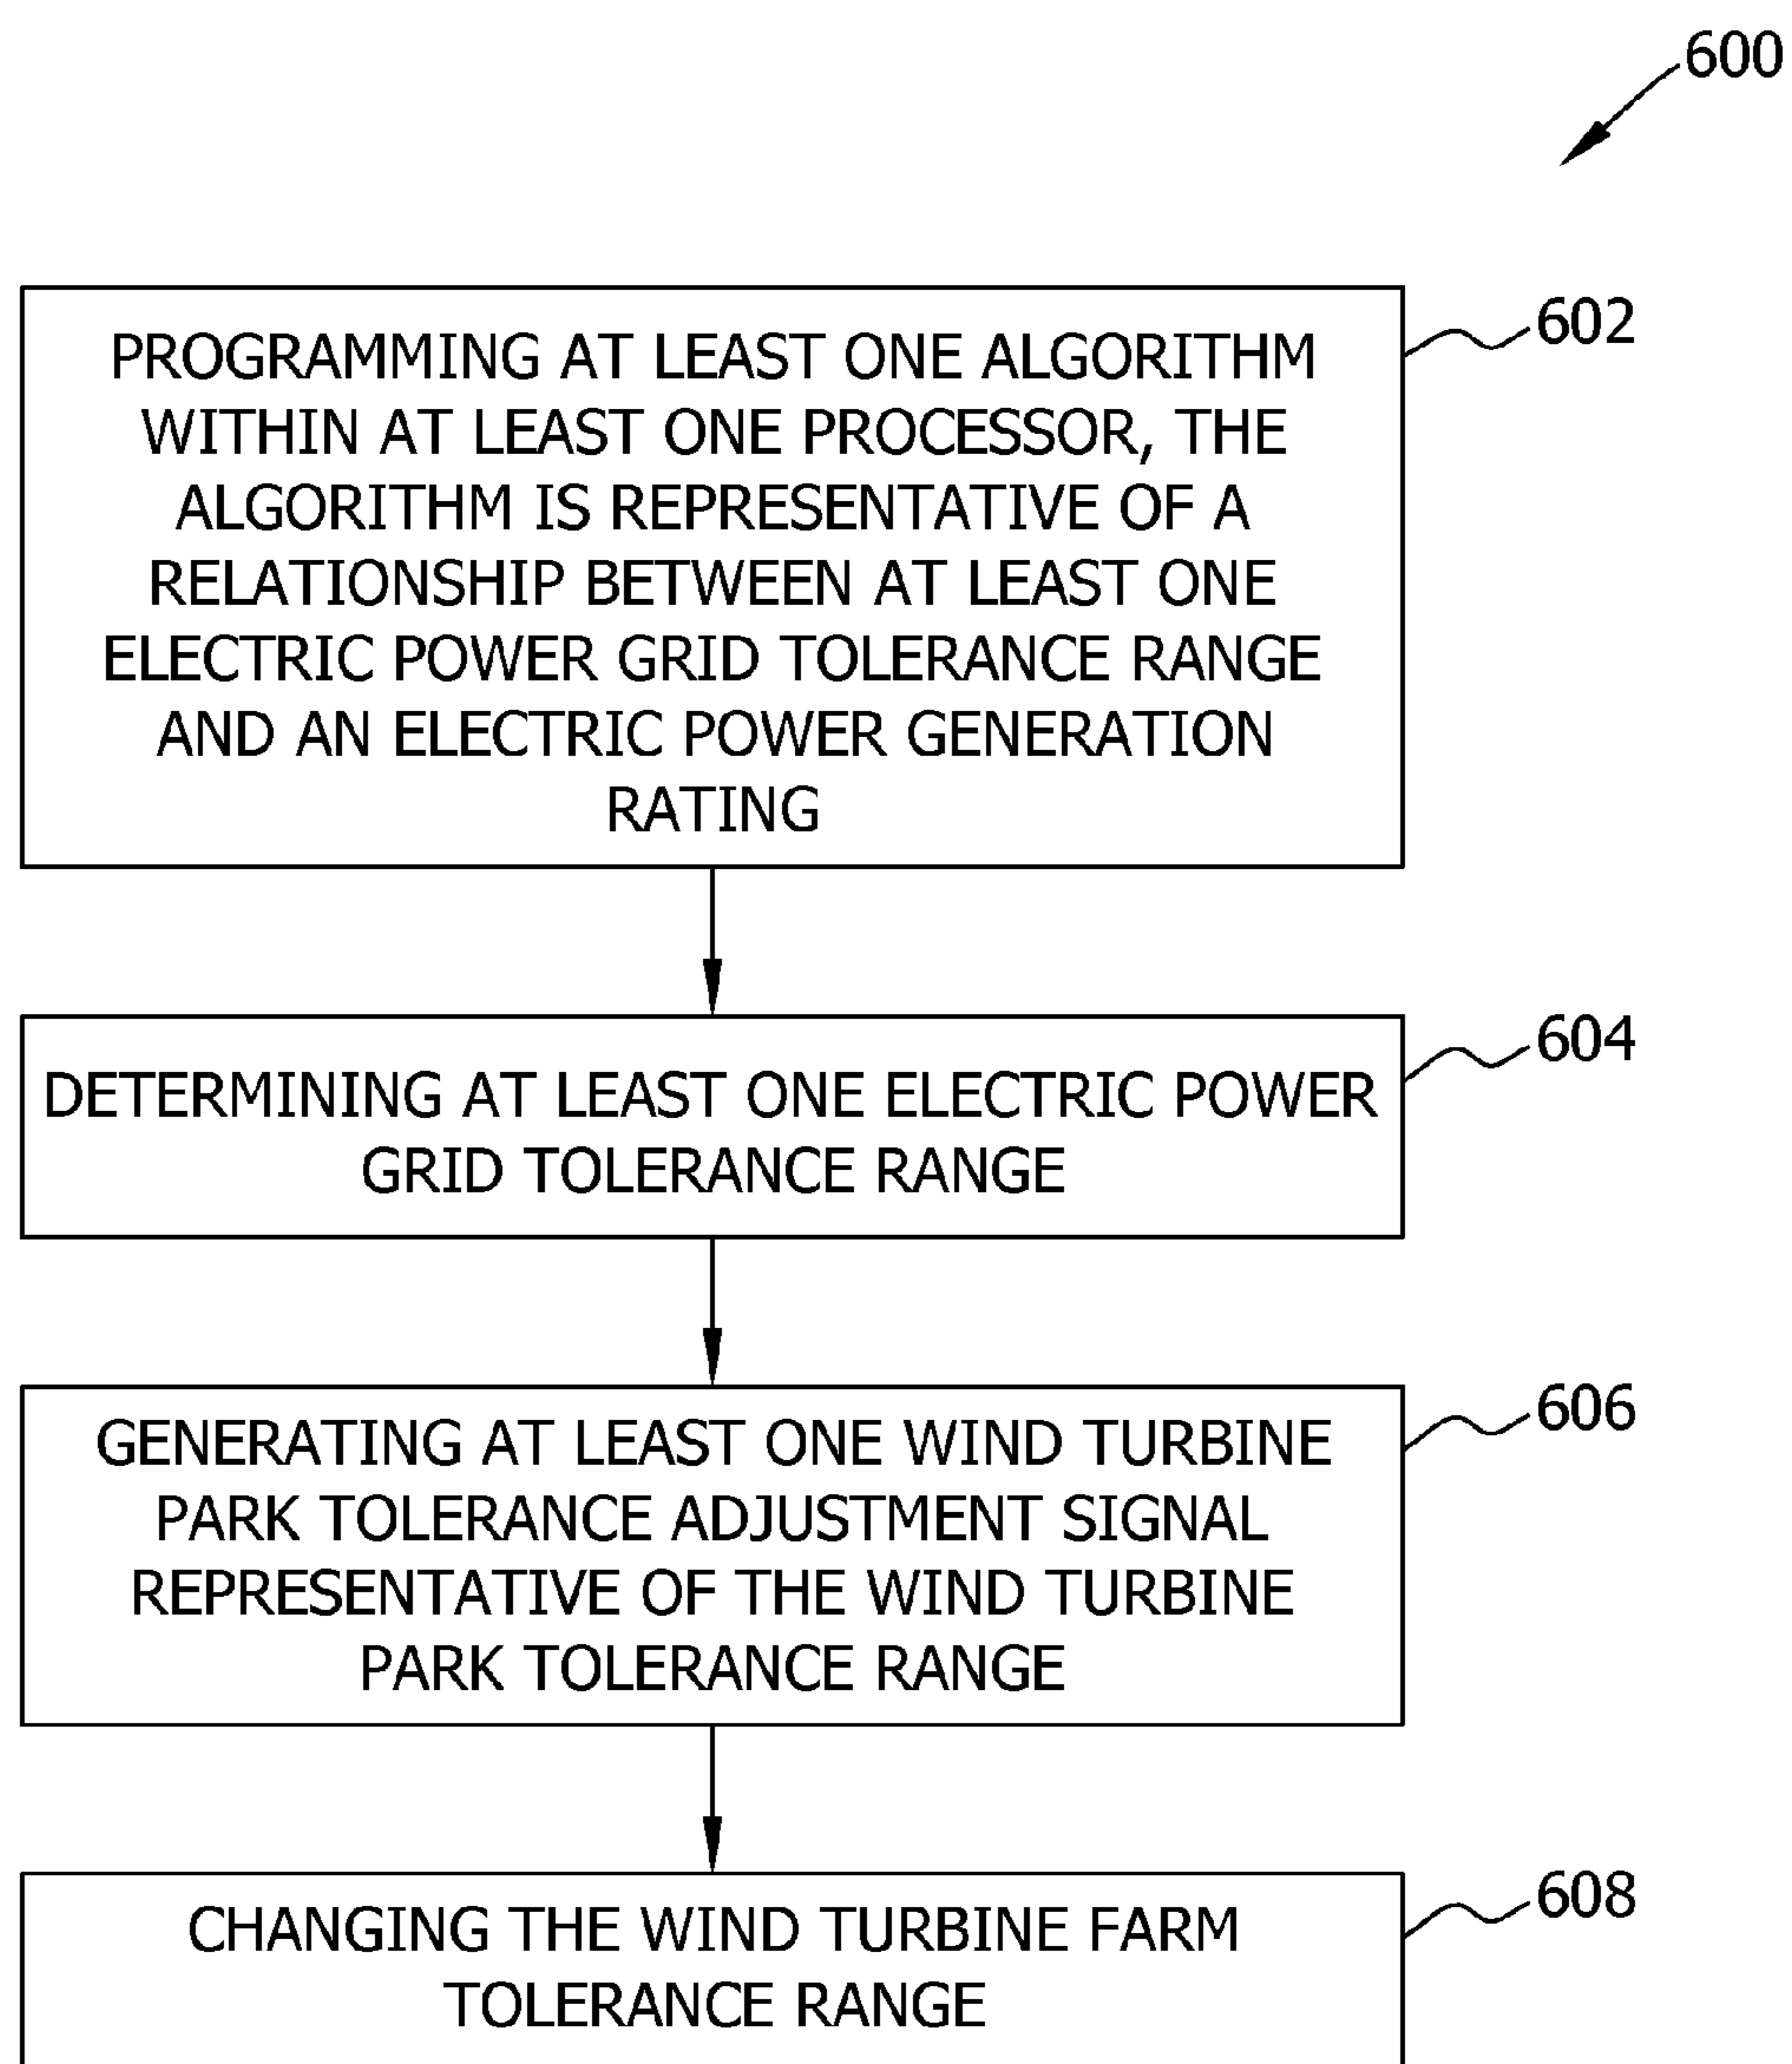 600
PROGRAMMING AT LEAST ONE ALGORITHM
WITHIN AT LEAST ONE PROCESSOR, THE
ALGORITHM IS REPRESENTATIVE OF A
RELATIONSHIP BETWEEN AT LEAST ONE
ELECTRIC POWER GRID TOLERANCE RANGE
AND AN ELECTRIC POWER GENERATION
RATING
602
DETERMINING AT LEAST ONE ELECTRIC POWER
GRID TOLERANCE RANGE
604
GENERATING AT LEAST ONE WIND TURBINE
PARK TOLERANCE ADJUSTMENT SIGNAL
REPRESENTATIVE OF THE WIND TURBINE
PARK TOLERANCE RANGE
606
CHANGING THE WIND TURBINE FARM
TOLERANCE RANGE
608